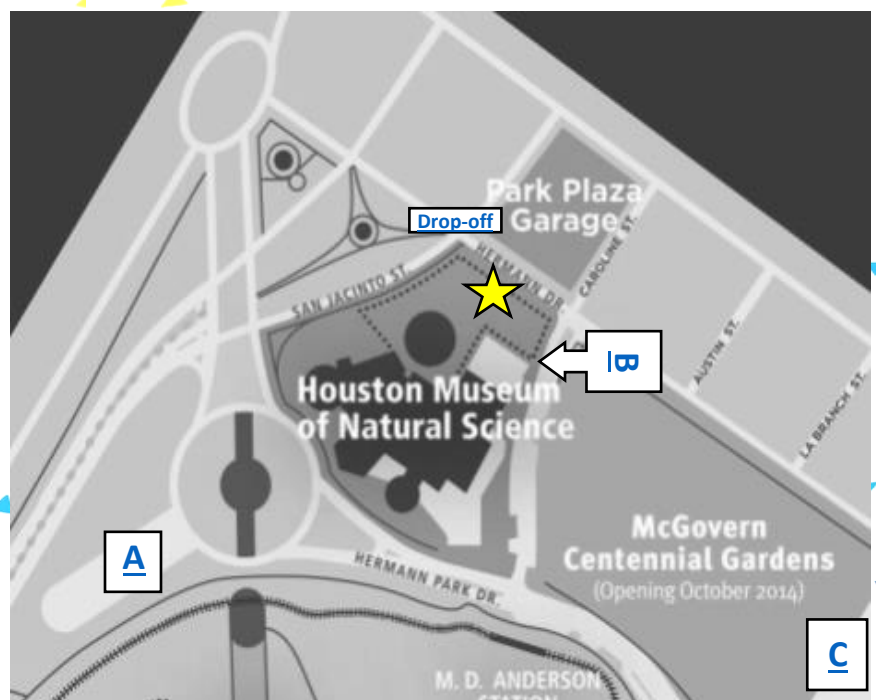 Park Plaza
Garage
Drop-off
HERMANN DR.
CAROLINE ST.
SAN JACINTO ST.
AUSTIN ST.
LA BRANCH ST.
B
Houston Museum
of Natural Science
McGovern
Centennial Gardens
(Opening October 2014)
A
HERMANN PARK DR.
C
M. D. ANDERSON
STATION